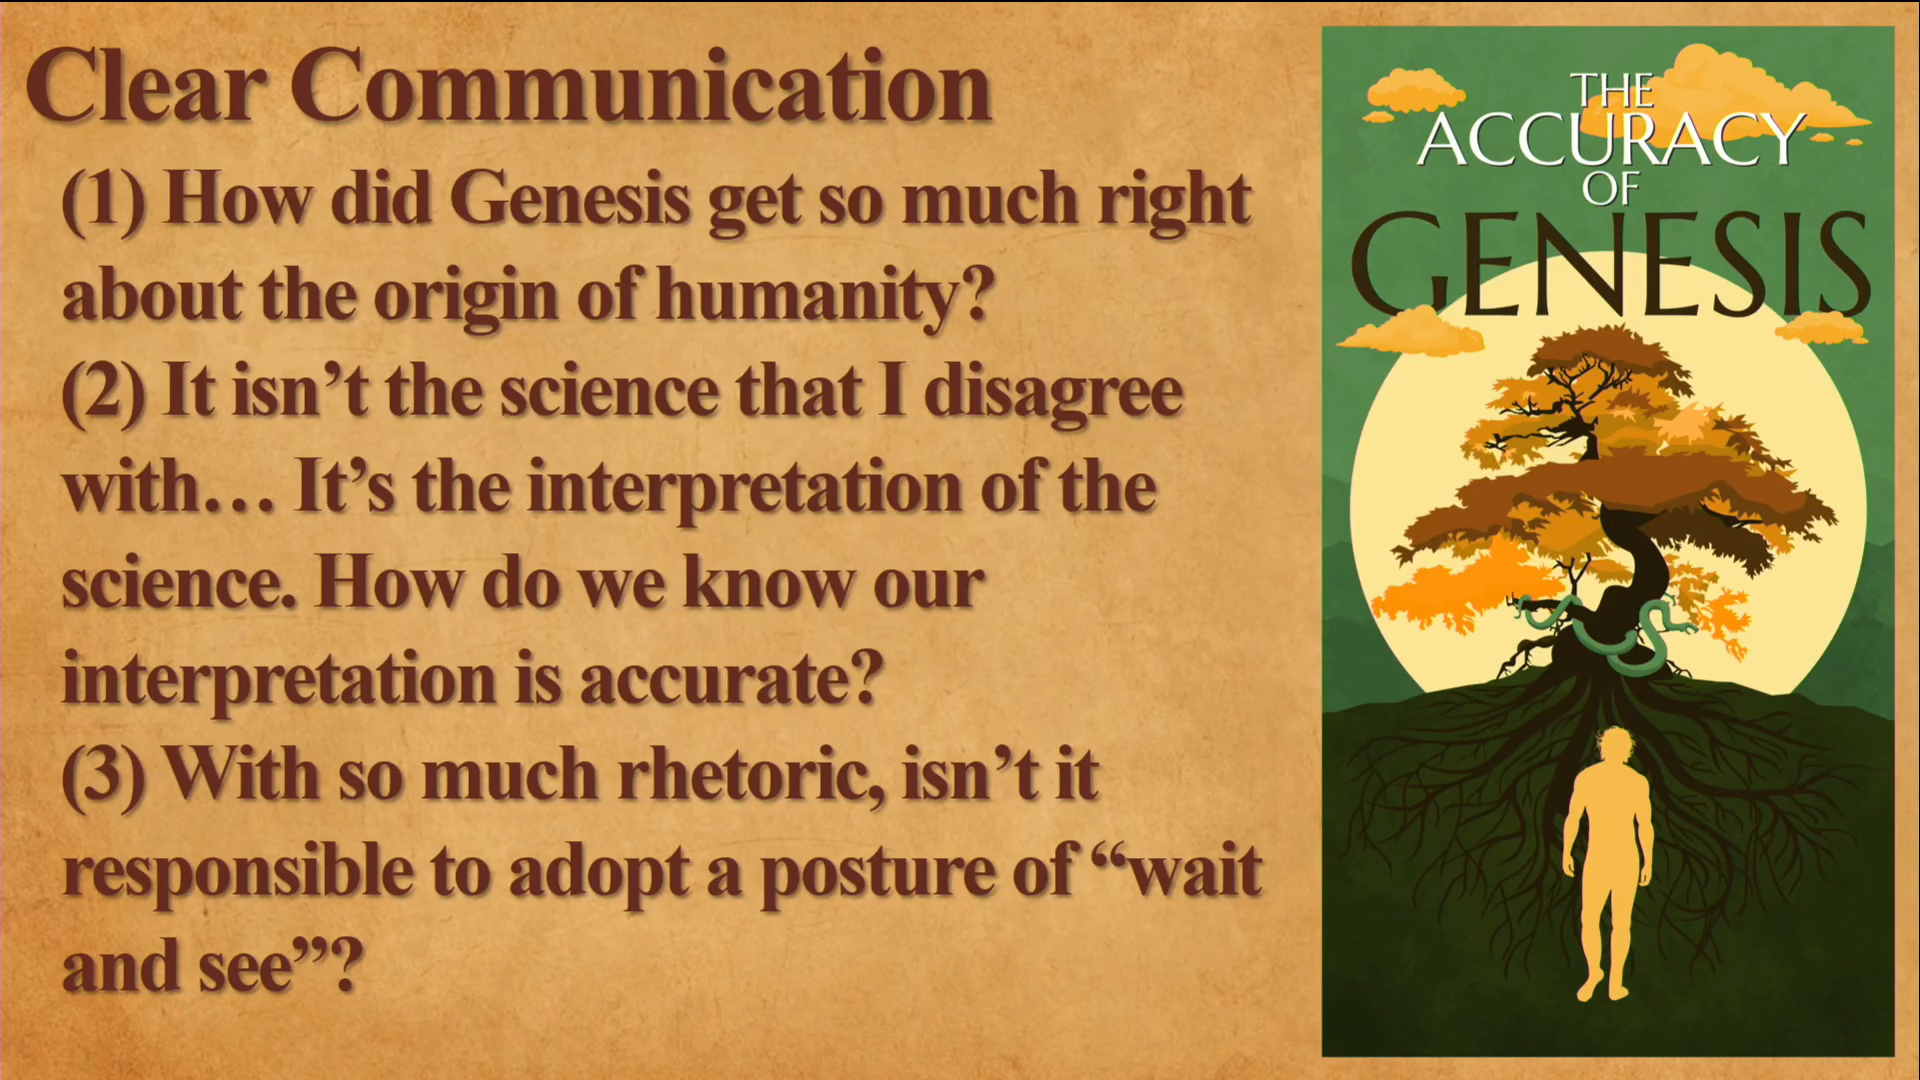 Clear Communication
(1) How did Genesis get so much right
about the origin of humanity?
(2) It isn’t the science that I disagree
with… It’s the interpretation of the
science. How do we know our
interpretation is accurate?
(3) With so much rhetoric, isn’t it
responsible to adopt a posture of “wait
and see”?
THE
ACCURACY
OF
GENESIS